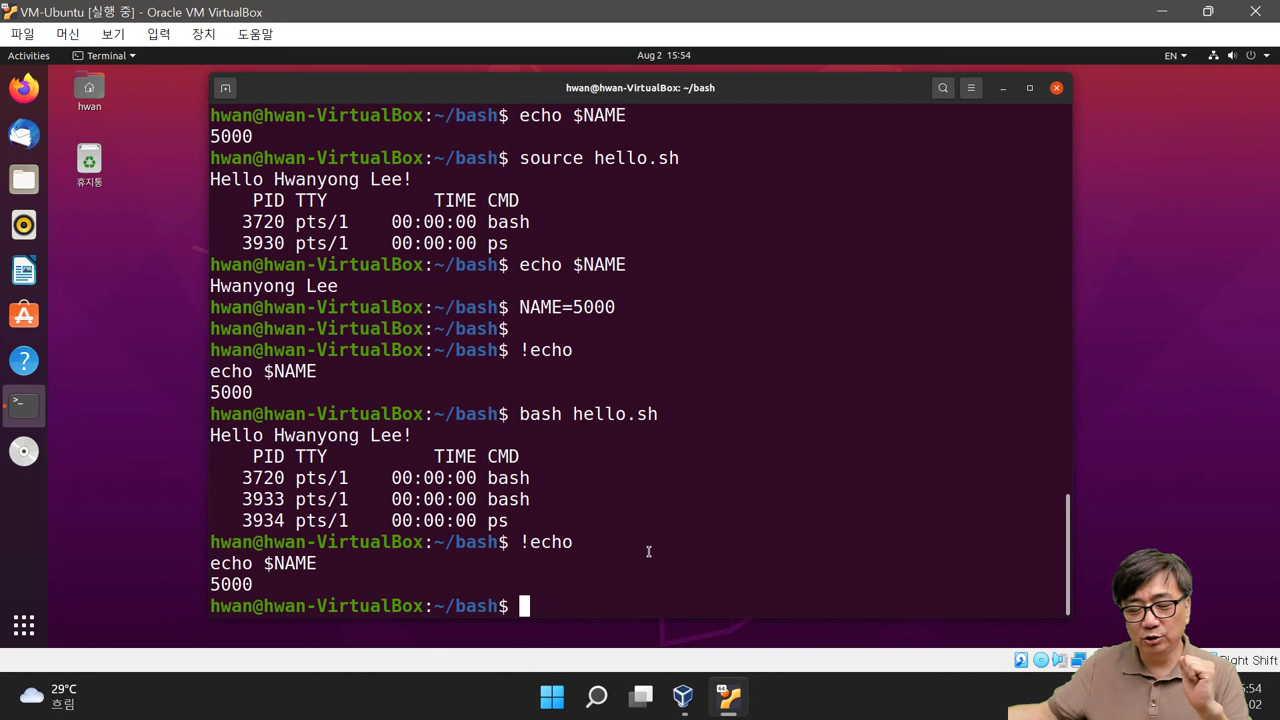 VM-Ubuntu [실행 중] - Oracle VM VirtualBox
파일 머신 보기 입력 장치 도움말
Activities Terminal Aug 2 15:54 EN
hwan@hwan-VirtualBox: ~/bash
hwan
휴지통
hwan@hwan-VirtualBox:~/bash$ echo $NAME
5000
hwan@hwan-VirtualBox:~/bash$ source hello.sh
Hello Hwanyong Lee!
PID TTY TIME CMD
3720 pts/1 00:00:00 bash
3930 pts/1 00:00:00 ps
hwan@hwan-VirtualBox:~/bash$ echo $NAME
Hwanyong Lee
hwan@hwan-VirtualBox:~/bash$ NAME=5000
hwan@hwan-VirtualBox:~/bash$
hwan@hwan-VirtualBox:~/bash$ !echo
echo $NAME
5000
hwan@hwan-VirtualBox:~/bash$ bash hello.sh
Hello Hwanyong Lee!
PID TTY TIME CMD
3720 pts/1 00:00:00 bash
3933 pts/1 00:00:00 bash
3934 pts/1 00:00:00 ps
hwan@hwan-VirtualBox:~/bash$ !echo
echo $NAME
5000
hwan@hwan-VirtualBox:~/bash$
Right Shift
29°C
흐림
:54
-02